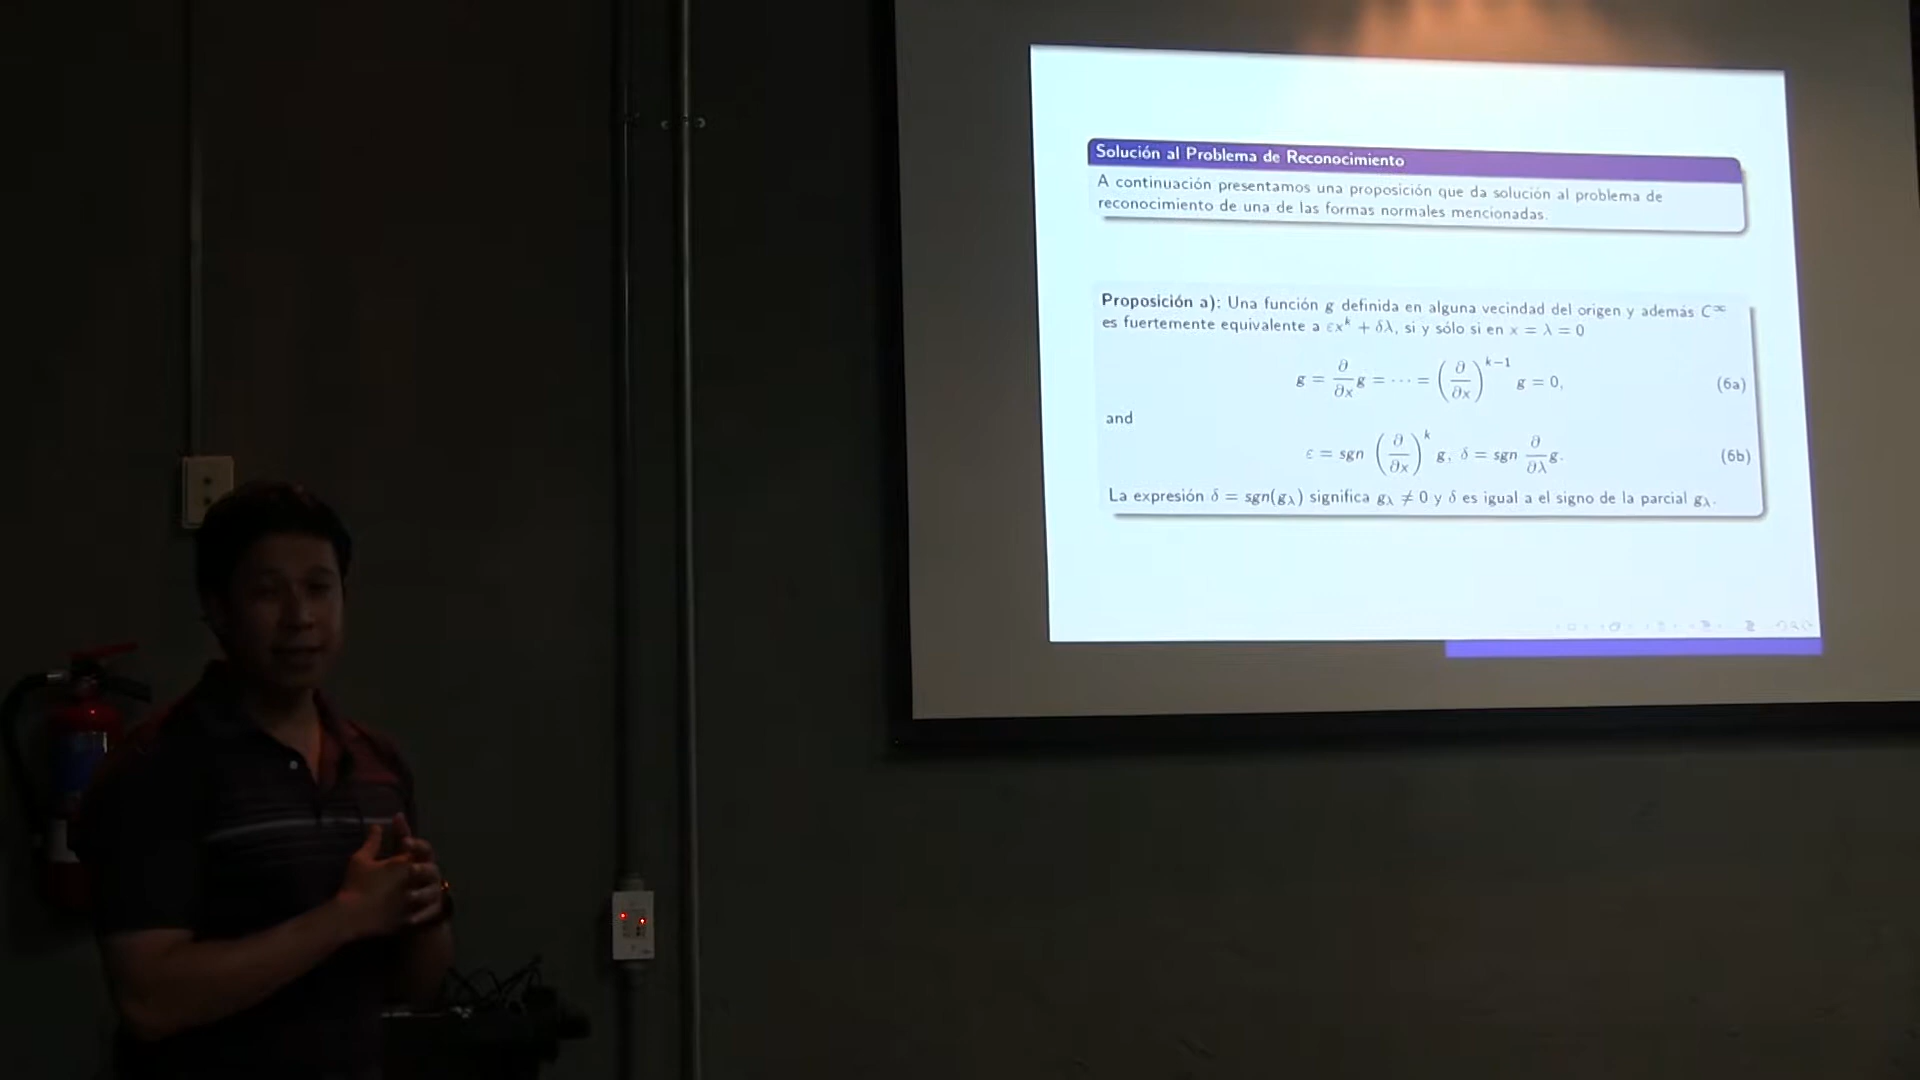 Solución al Problema de Reconocimiento
A continuación presentamos una proposición que da solución al problema de
reconocimiento de una de las formas normales mencionadas.
Proposición a): Una función g definida en alguna vecindad del origen y además C^∞
es fuertemente equivalente a εx^k + δλ, si y sólo si en x = λ = 0
g = ∂/∂x g = ⋯ = (∂/∂x)^{k−1} g = 0, (6a)
and
ε = sgn (∂/∂x)^k g, δ = sgn ∂/∂λ g. (6b)
La expresión δ = sgn(g_λ) significa g_λ ≠ 0 y δ es igual a el signo de la parcial g_λ.